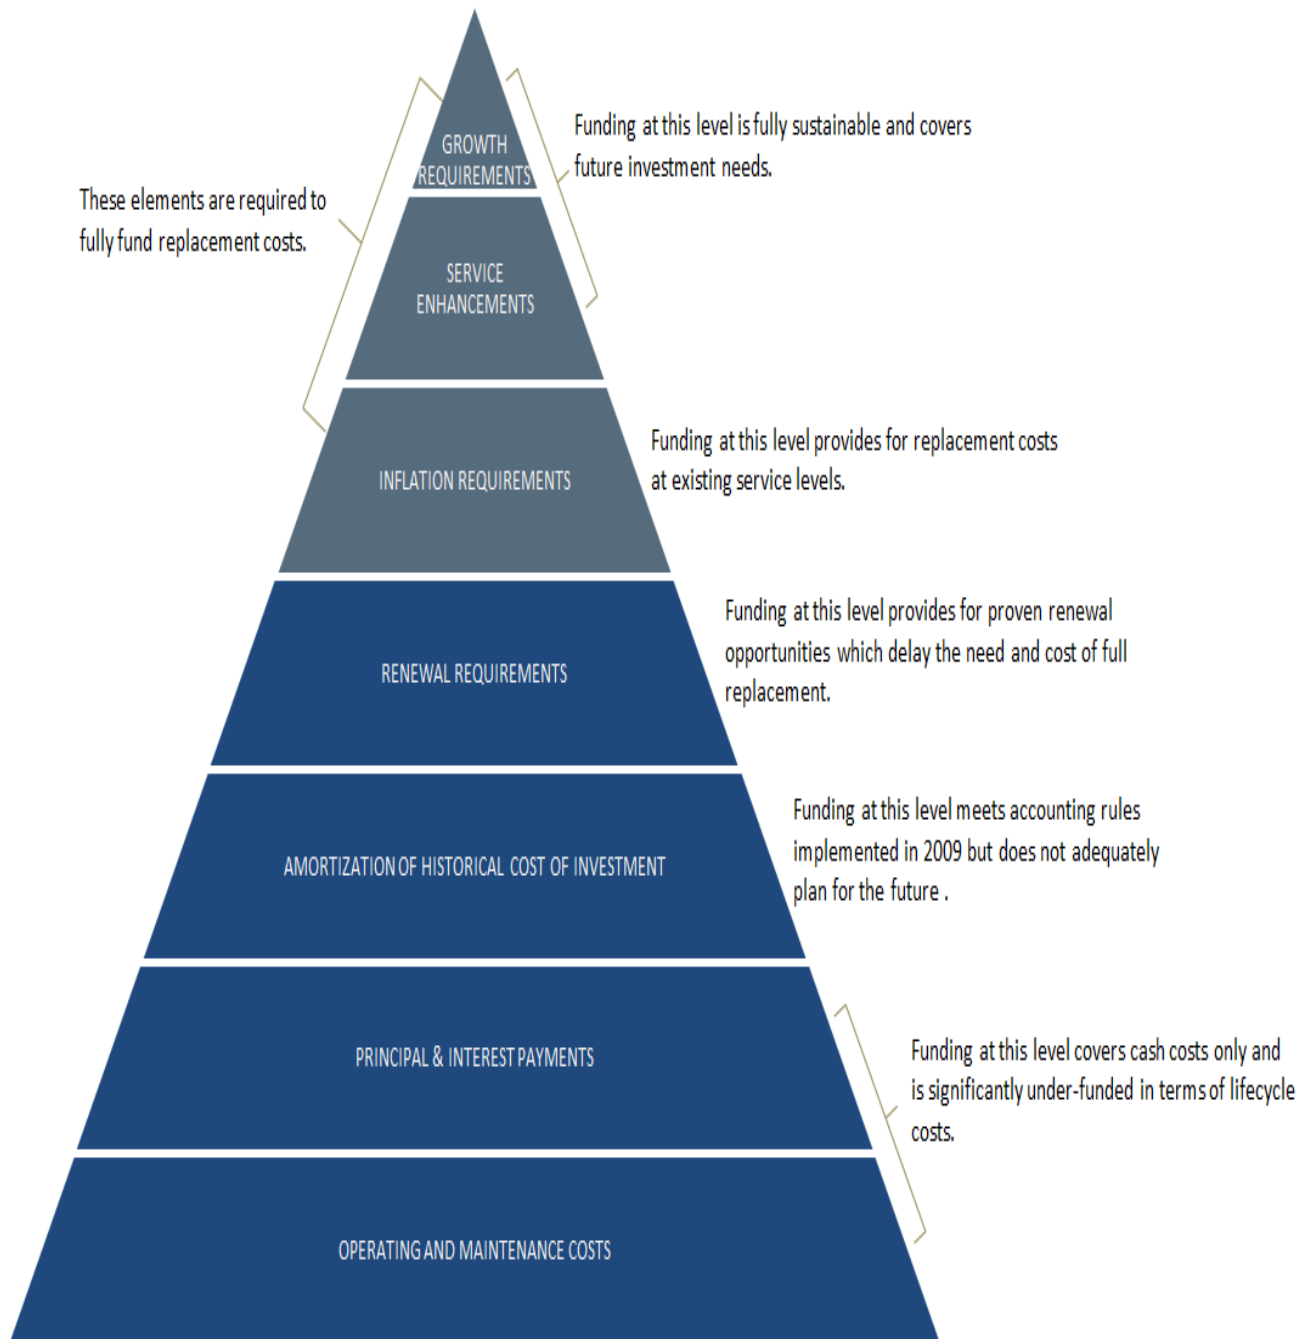 GROWTH
REQUIREMENTS
Funding at this level is fully sustainable and covers
future investment needs.
These elements are required to
fully fund replacement costs.
SERVICE
ENHANCEMENTS
INFLATION REQUIREMENTS
Funding at this level provides for replacement costs
at existing service levels.
RENEWAL REQUIREMENTS
Funding at this level provides for proven renewal
opportunities which delay the need and cost of full
replacement.
AMORTIZATION OF HISTORICAL COST OF INVESTMENT
Funding at this level meets accounting rules
implemented in 2009 but does not adequately
plan for the future .
PRINCIPAL & INTEREST PAYMENTS
Funding at this level covers cash costs only and
is significantly under-funded in terms of lifecycle
costs.
OPERATING AND MAINTENANCE COSTS